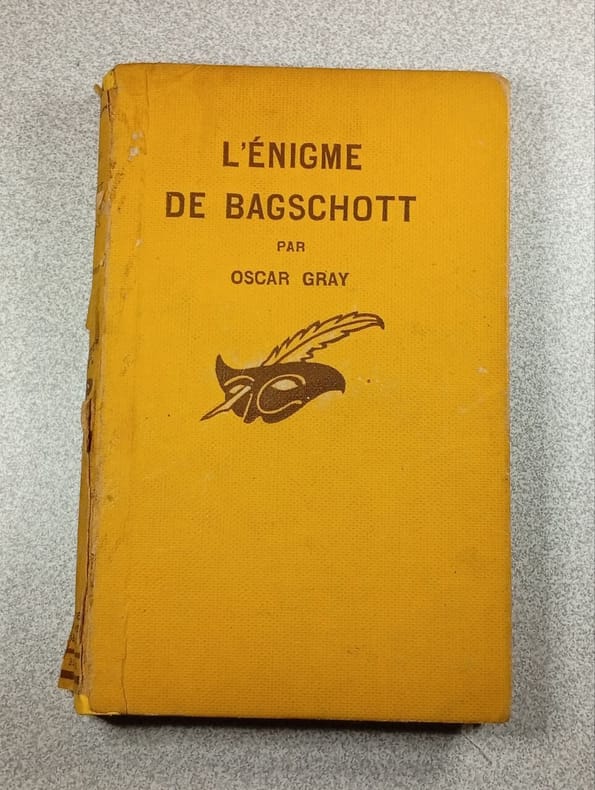 L'ÉNIGME
DE BAGSCHOTT
PAR
OSCAR GRAY